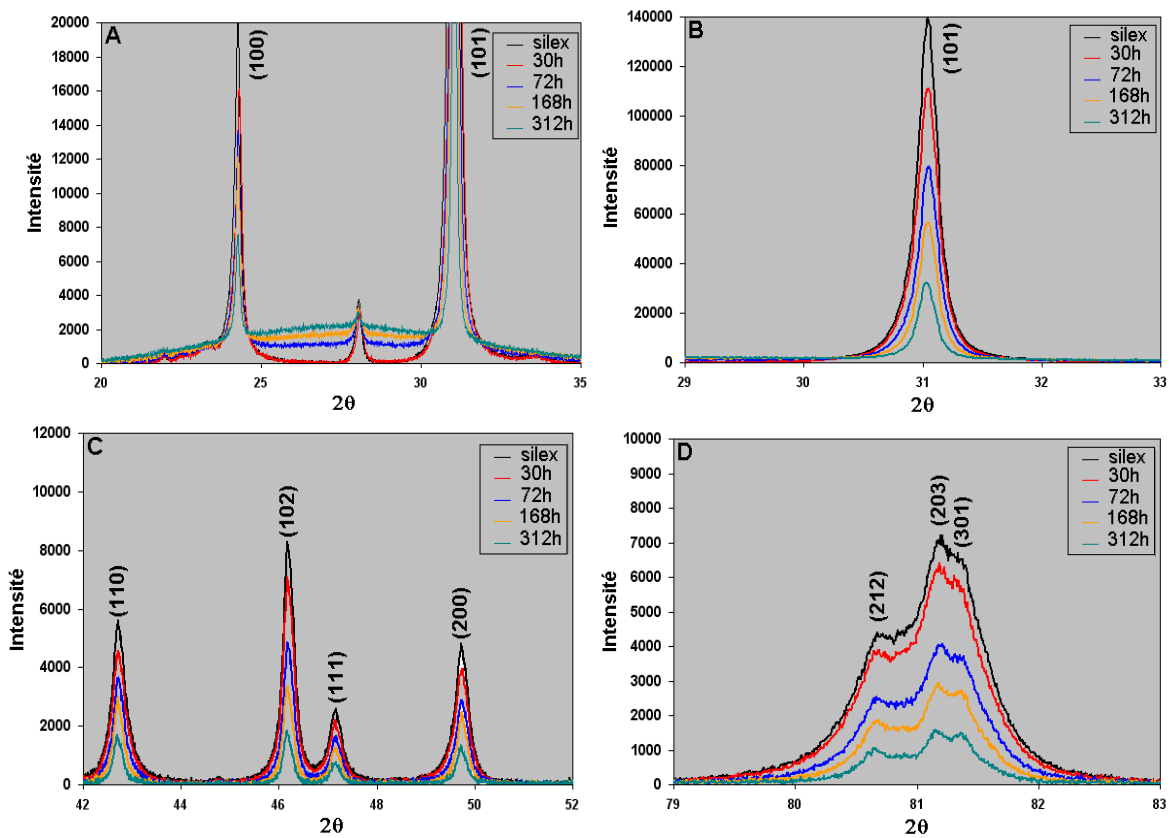 A
20000
18000
16000
14000
12000
10000
8000
6000
4000
2000
0
Intensité
(100)
(101)
silex
30h
72h
168h
312h
20
25
30
35
2θ
B
140000
120000
100000
80000
60000
40000
20000
0
Intensité
(101)
silex
30h
72h
168h
312h
29
30
31
32
33
2θ
C
12000
10000
8000
6000
4000
2000
0
Intensité
(110)
(102)
(111)
(200)
silex
30h
72h
168h
312h
42
44
46
48
50
52
2θ
D
10000
9000
8000
7000
6000
5000
4000
3000
2000
1000
0
Intensité
(212)
(203)
(301)
silex
30h
72h
168h
312h
79
80
81
82
83
2θ